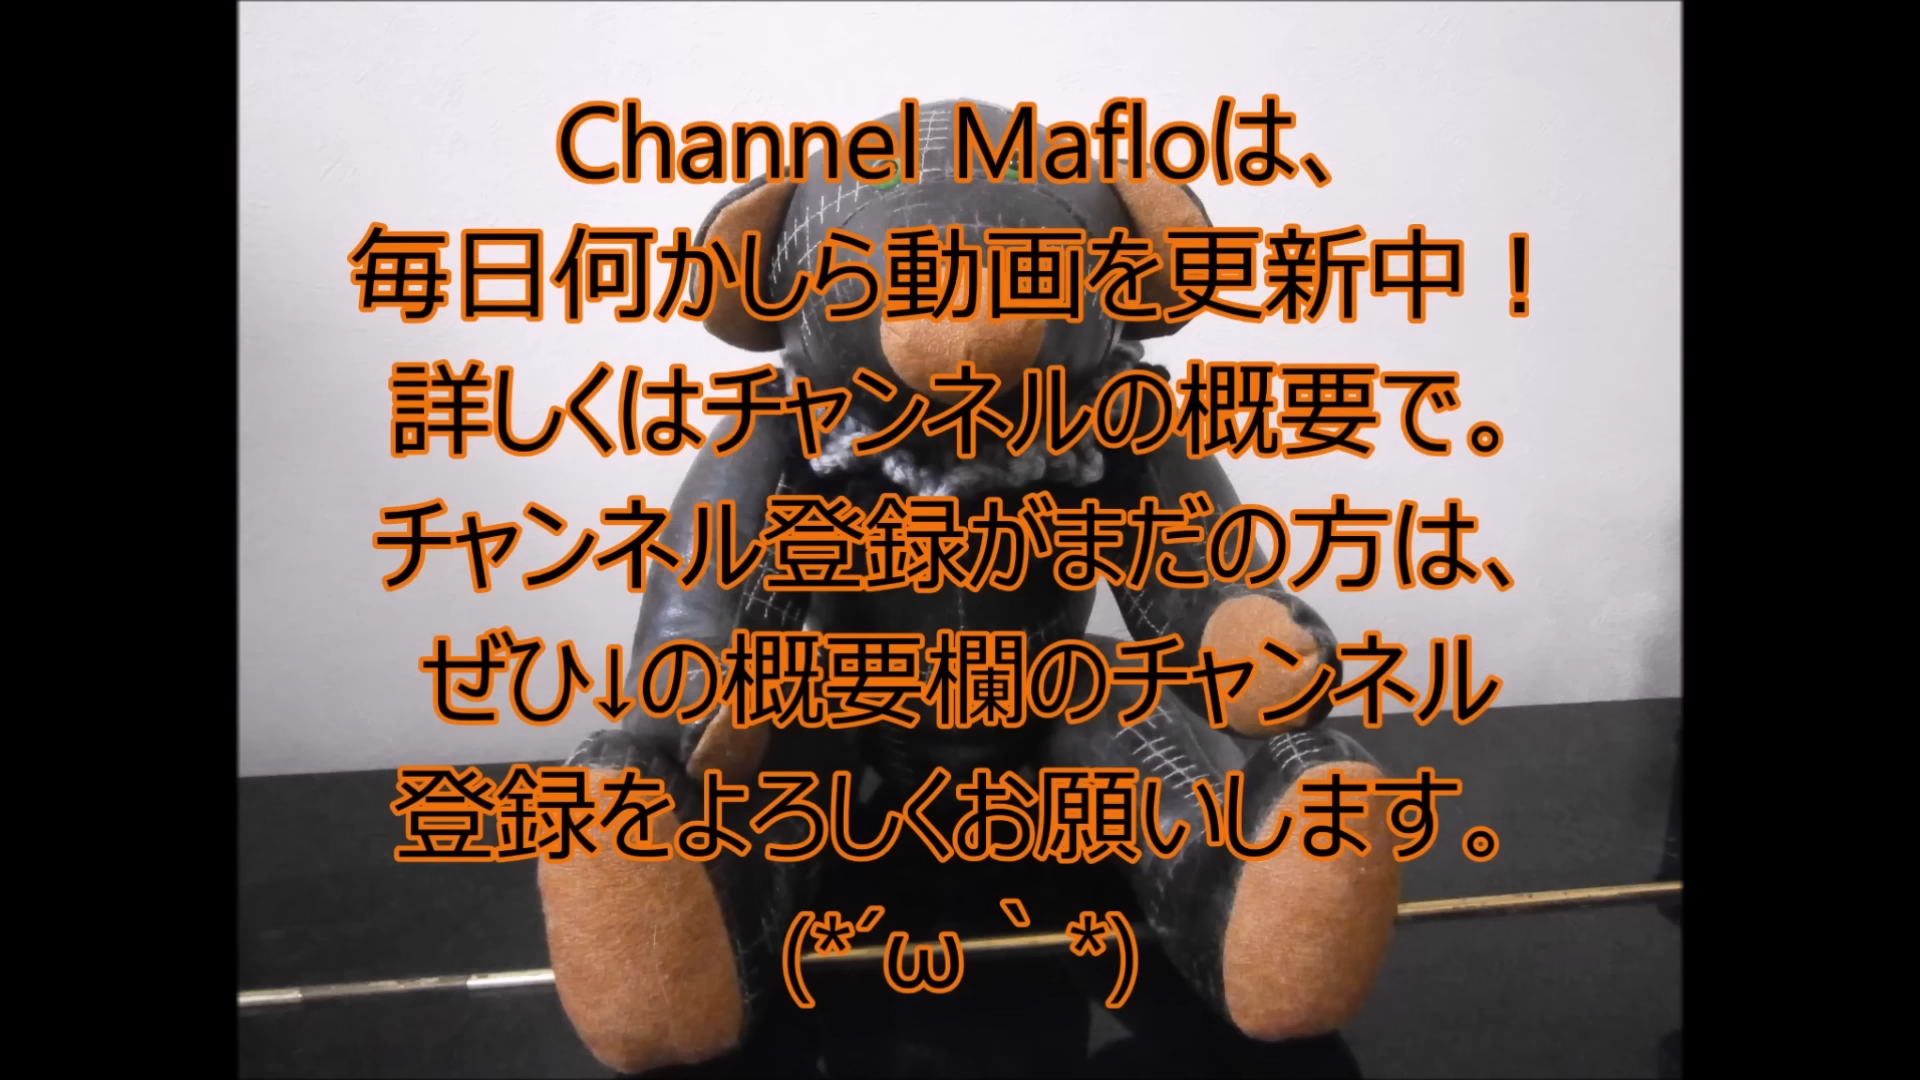 Channel Mafloは、
毎日何かしら動画を更新中！
詳しくはチャンネルの概要で。
チャンネル登録がまだの方は、
ぜひ↓の概要欄のチャンネル
登録をよろしくお願いします。
(*´ω｀*)